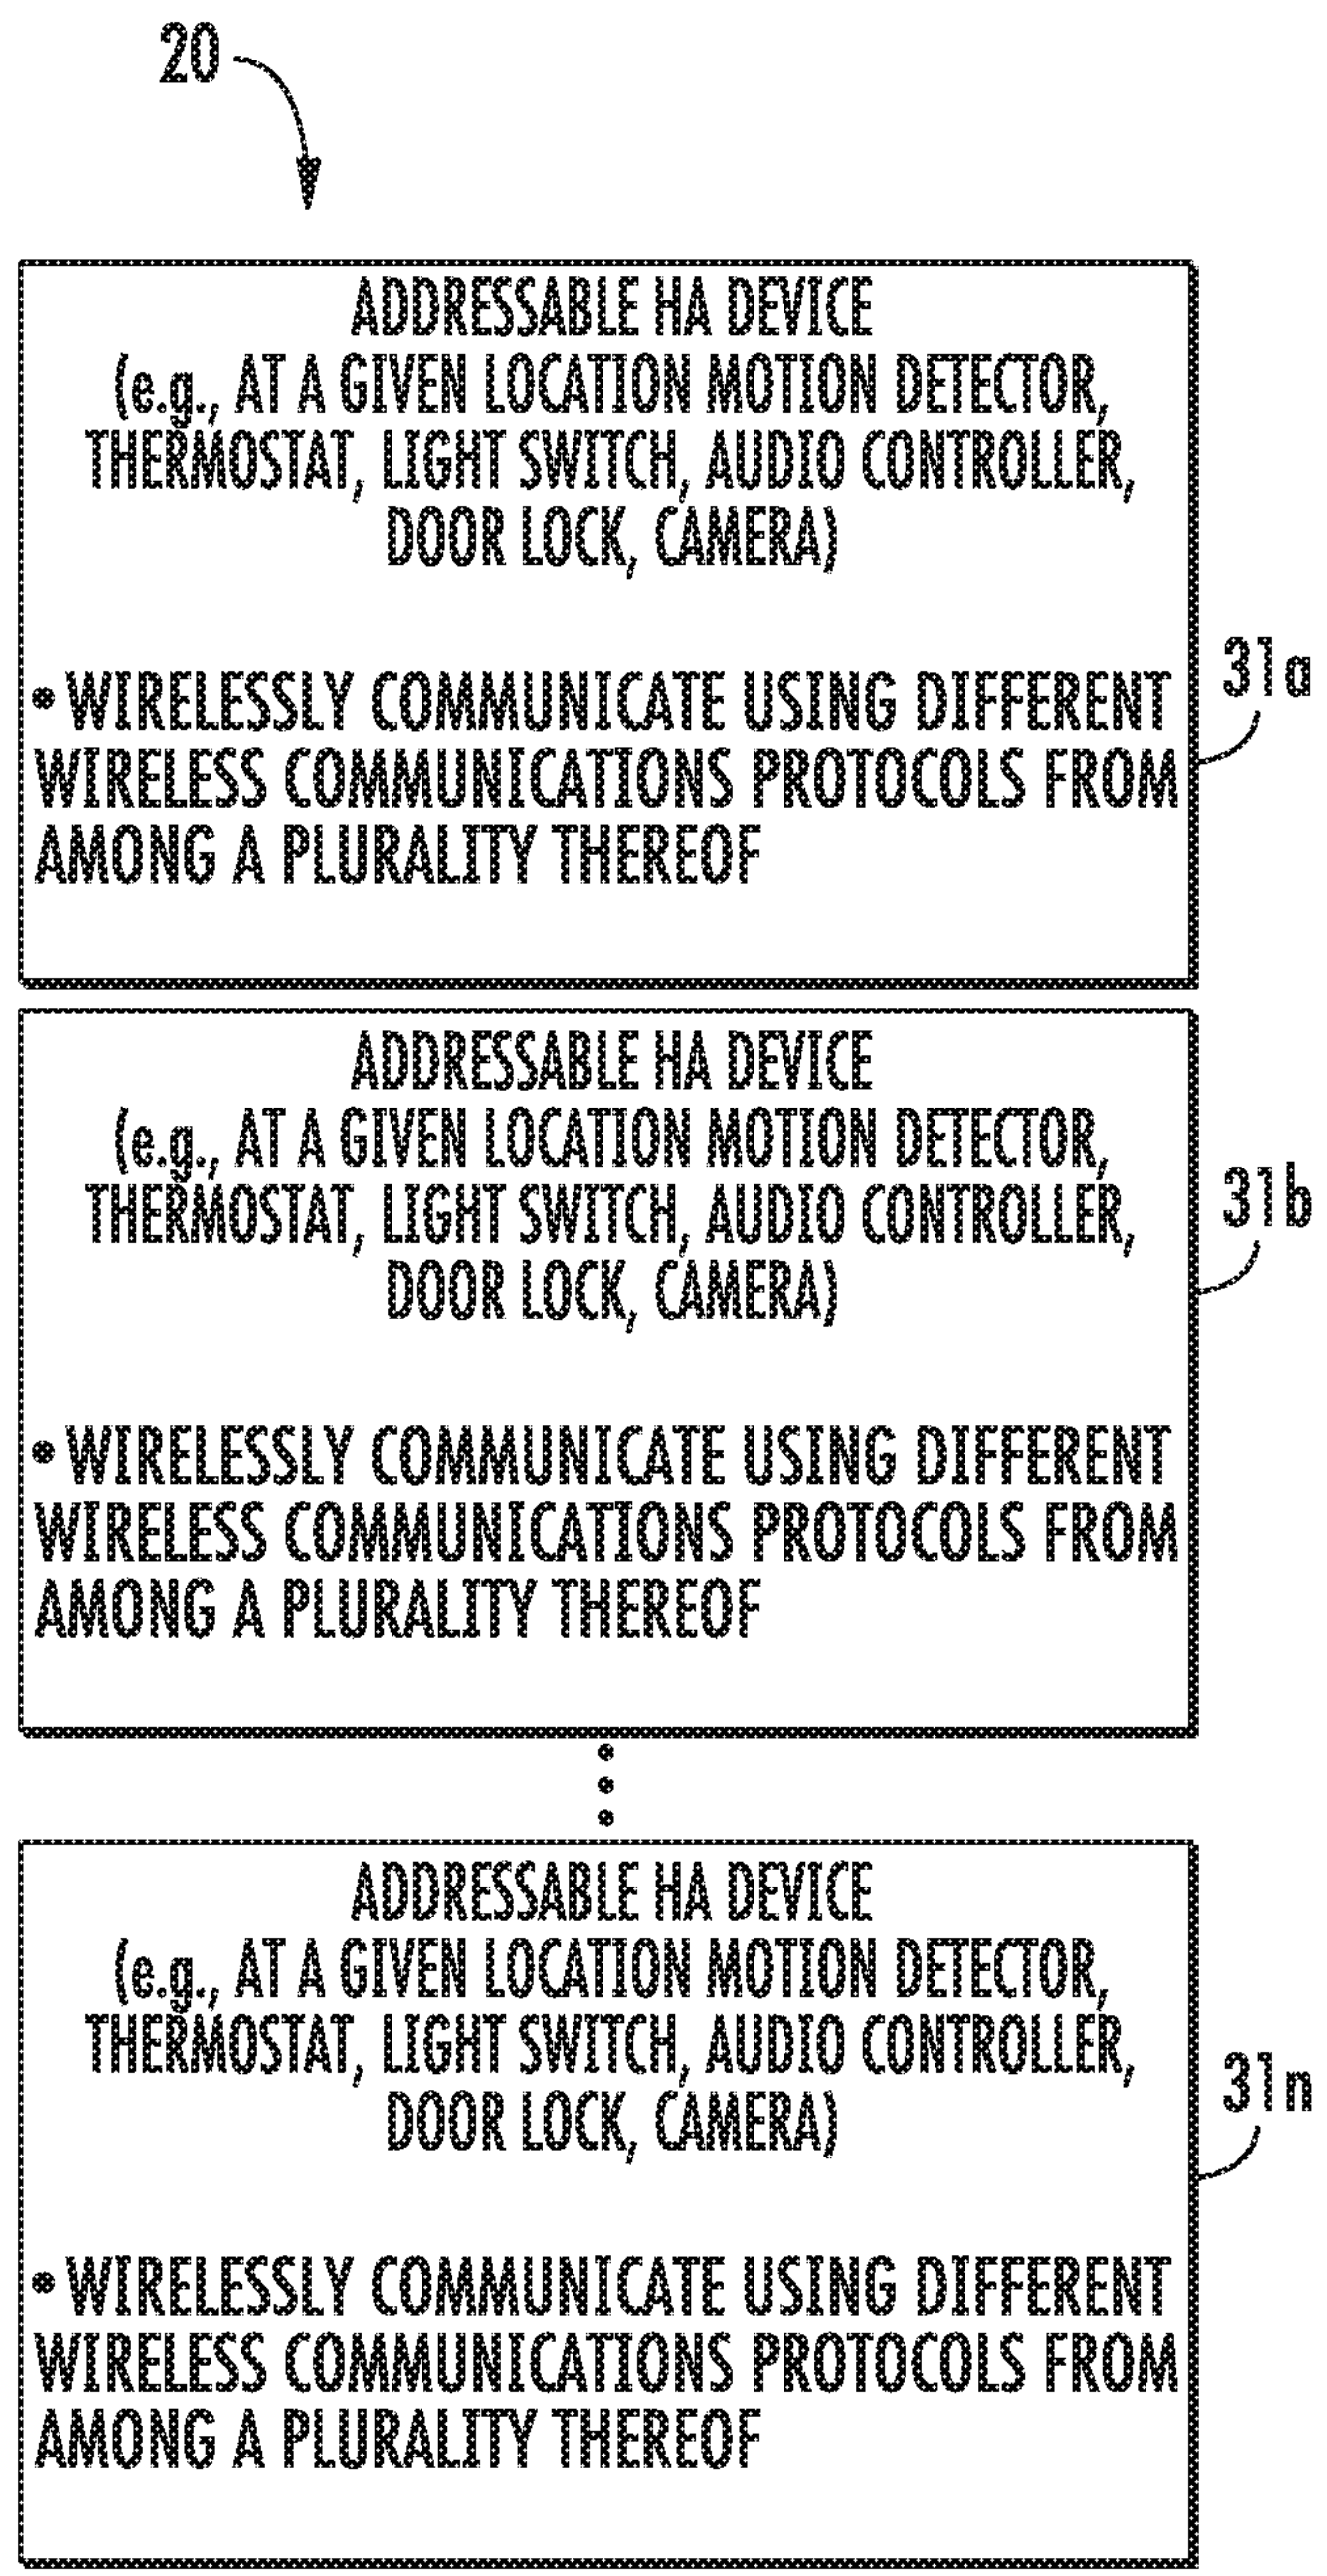 20
ADDRESSABLE HA DEVICE
(e.g., AT A GIVEN LOCATION MOTION DETECTOR,
THERMOSTAT, LIGHT SWITCH, AUDIO CONTROLLER,
DOOR LOCK, CAMERA)
31a
• WIRELESSLY COMMUNICATE USING DIFFERENT
WIRELESS COMMUNICATIONS PROTOCOLS FROM
AMONG A PLURALITY THEREOF
ADDRESSABLE HA DEVICE
(e.g., AT A GIVEN LOCATION MOTION DETECTOR,
THERMOSTAT, LIGHT SWITCH, AUDIO CONTROLLER,
DOOR LOCK, CAMERA)
31b
• WIRELESSLY COMMUNICATE USING DIFFERENT
WIRELESS COMMUNICATIONS PROTOCOLS FROM
AMONG A PLURALITY THEREOF
ADDRESSABLE HA DEVICE
(e.g., AT A GIVEN LOCATION MOTION DETECTOR,
THERMOSTAT, LIGHT SWITCH, AUDIO CONTROLLER,
DOOR LOCK, CAMERA)
31n
• WIRELESSLY COMMUNICATE USING DIFFERENT
WIRELESS COMMUNICATIONS PROTOCOLS FROM
AMONG A PLURALITY THEREOF